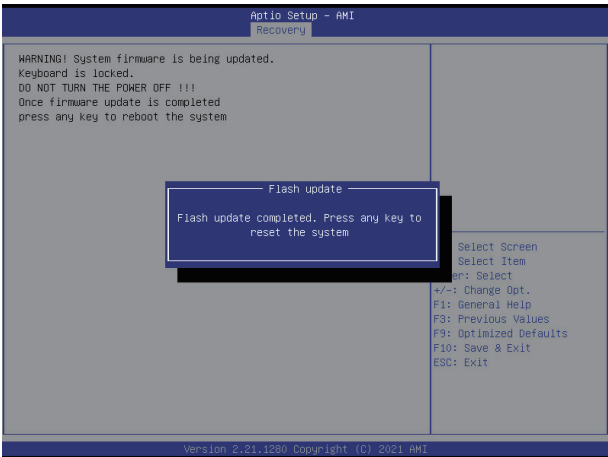 Aptio Setup - AMI
Recovery
WARNING! System firmware is being updated.
Keyboard is locked.
DO NOT TURN THE POWER OFF !!!
Once firmware update is completed
press any key to reboot the system
Flash update
Flash update completed. Press any key to
reset the system
Select Screen
Select Item
er: Select
+/-: Change Opt.
F1: General Help
F3: Previous Values
F9: Optimized Defaults
F10: Save & Exit
ESC: Exit
Version 2.21.1280 Copyright (C) 2021 AMI